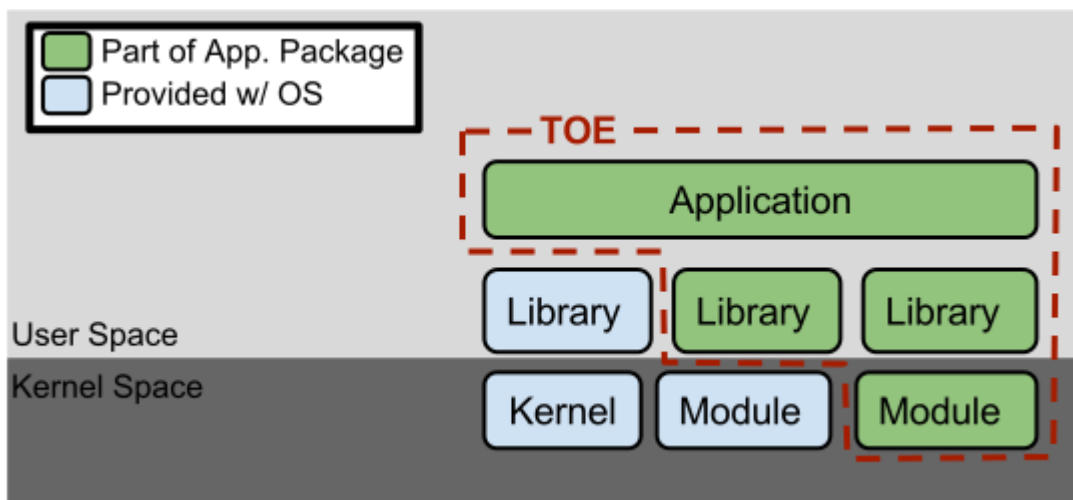 Part of App. Package
Provided w/ OS
TOE
Application
Library
Library
Library
User Space
Kernel Space
Kernel
Module
Module